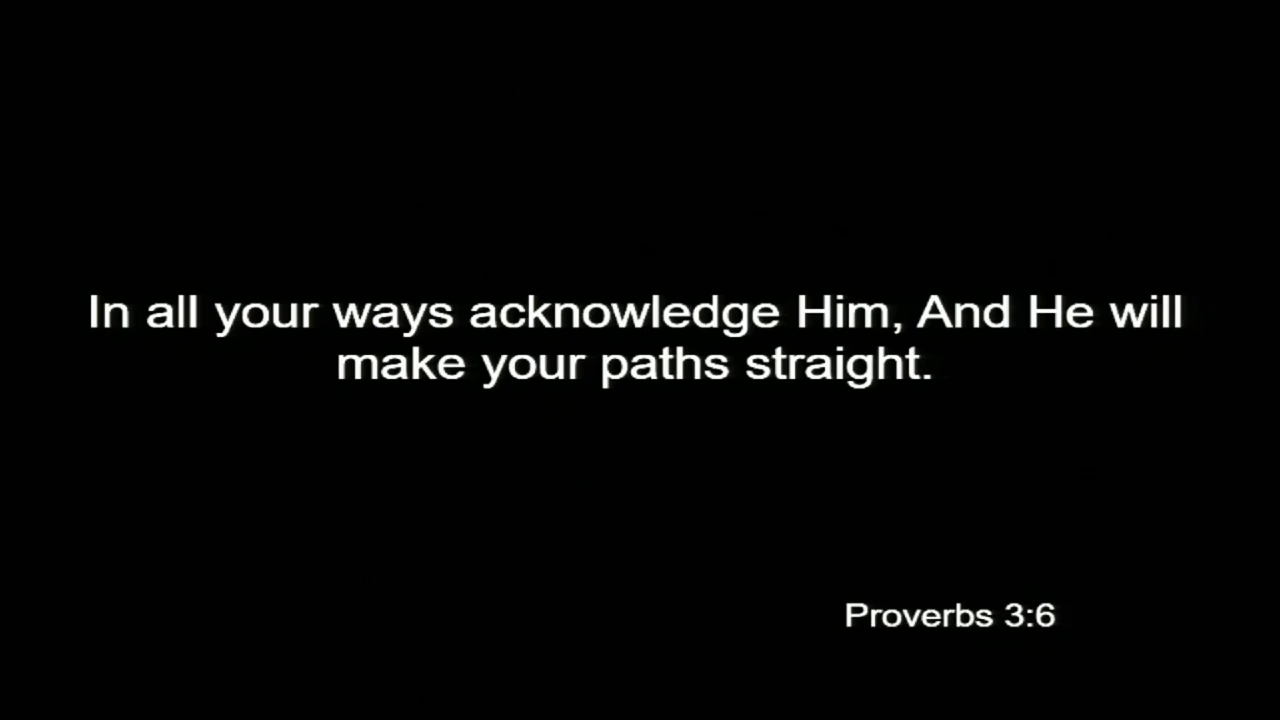 In all your ways acknowledge Him, And He will
make your paths straight.
Proverbs 3:6